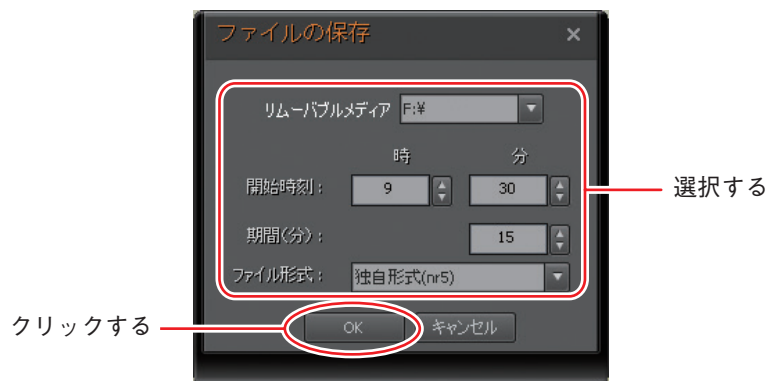 ファイルの保存 ×
リムーバブルメディア F:¥
時 分
開始時刻： 9 30
選択する
期間(分)： 15
ファイル形式： 独自形式(nr5)
クリックする
OK キャンセル